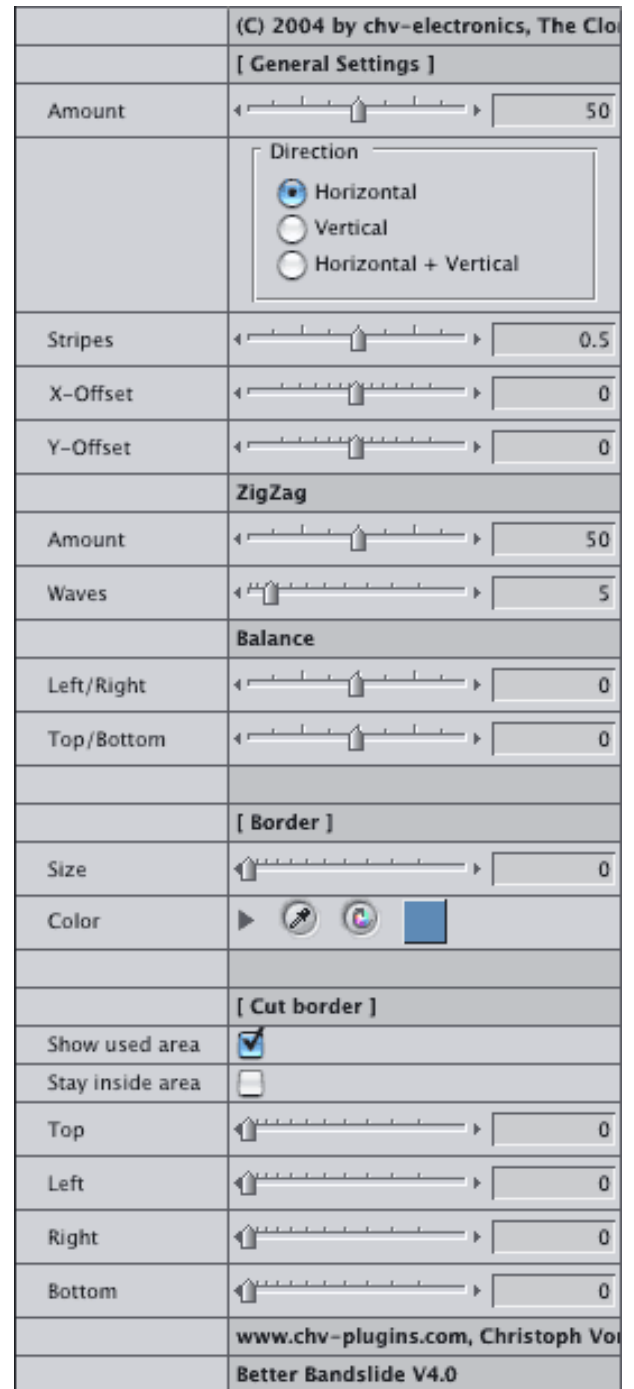 (C) 2004 by chv-electronics, The Clo
[ General Settings ]
Amount 50
Direction
Horizontal
Vertical
Horizontal + Vertical
Stripes 0.5
X-Offset 0
Y-Offset 0
ZigZag
Amount 50
Waves 5
Balance
Left/Right 0
Top/Bottom 0
[ Border ]
Size 0
Color
[ Cut border ]
Show used area
Stay inside area
Top 0
Left 0
Right 0
Bottom 0
www.chv-plugins.com, Christoph Vo
Better Bandslide V4.0